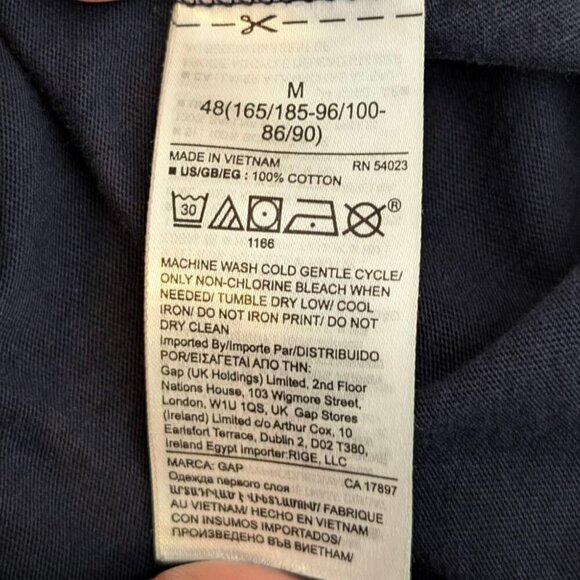 M
48(165/185-96/100-
86/90)
MADE IN VIETNAM RN 54023
■ US/GB/EG : 100% COTTON
30
®
1166
MACHINE WASH COLD GENTLE CYCLE/
ONLY NON-CHLORINE BLEACH WHEN
NEEDED/ TUMBLE DRY LOW/ COOL
IRON/ DO NOT IRON PRINT/ DO NOT
DRY CLEAN
Imported By/Importe Par/DISTRIBUIDO
POR/ΕΙΣΑΓΕΤΑΙ ΑΠΟ ΤΗΝ:
Gap (UK Holdings) Limited, 2nd Floor
Nations House, 103 Wigmore Street,
London, W1U 1QS, UK Gap Stores
(Ireland) Limited c/o Arthur Cox, 10
Earlsfort Terrace, Dublin 2, D02 T380,
Ireland Egypt importer:RIGE, LLC
MARCA: GAP CA 17897
Одежда первого слоя
ԱՐՏԱԴՐՎԱԾ Է ՎԻԵՏՆԱՄՈՒՄ/ FABRIQUE
AU VIETNAM/ HECHO EN VIETNAM
CON INSUMOS IMPORTADOS/
ПРОИЗВЕДЕНО ВЪВ ВИЕТНАМ/